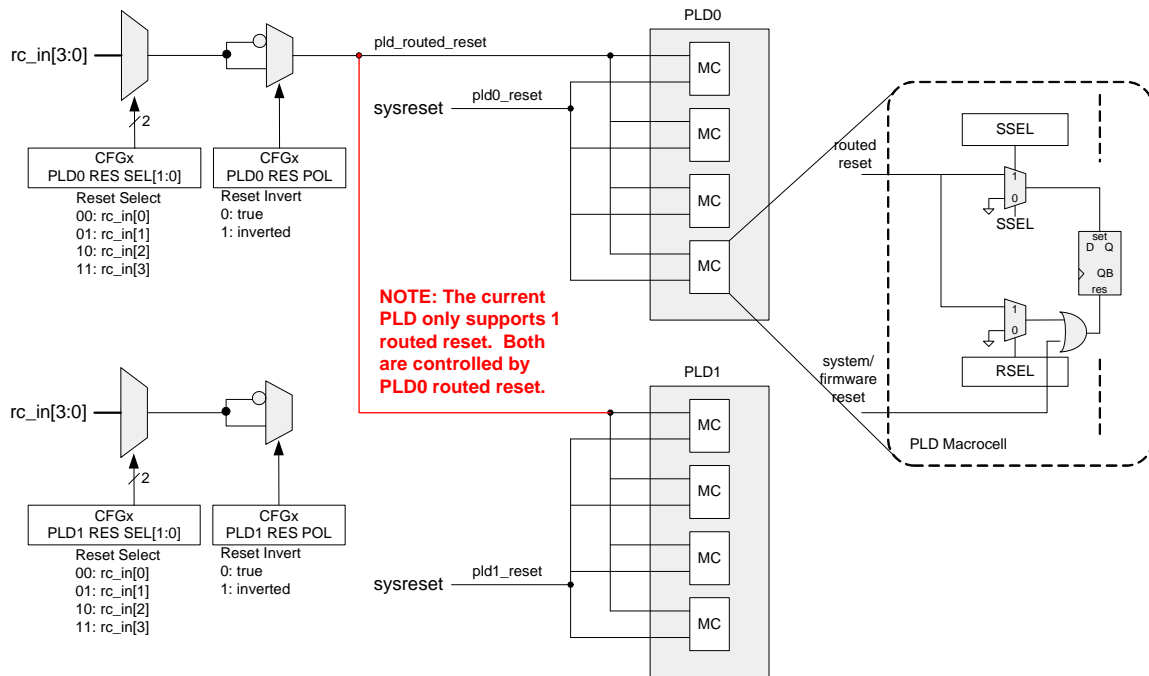 PLD0
rc_in[3:0]
pld_routed_reset
MC
sysreset
pld0_reset
MC
MC
MC
2
CFGx
PLD0 RES SEL[1:0]
Reset Select
00: rc_in[0]
01: rc_in[1]
10: rc_in[2]
11: rc_in[3]
CFGx
PLD0 RES POL
Reset Invert
0: true
1: inverted
NOTE: The current
PLD only supports 1
routed reset. Both
are controlled by
PLD0 routed reset.
SSEL
routed
reset
1
0
SSEL
set
D Q
QB
res
1
0
RSEL
system/
firmware
reset
PLD Macrocell
PLD1
rc_in[3:0]
MC
MC
MC
MC
2
CFGx
PLD1 RES SEL[1:0]
Reset Select
00: rc_in[0]
01: rc_in[1]
10: rc_in[2]
11: rc_in[3]
CFGx
PLD1 RES POL
Reset Invert
0: true
1: inverted
sysreset
pld1_reset